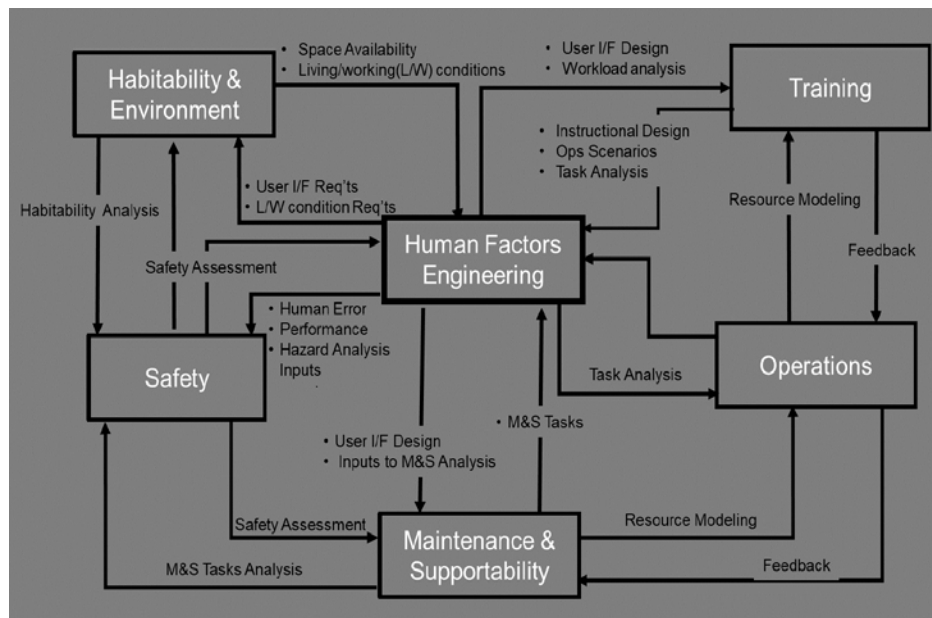 • Space Availability
• Living/working(L/W) conditions
• User I/F Design
• Workload analysis
Habitability &
Environment
Training
• Instructional Design
• Ops Scenarios
• Task Analysis
• User I/F Req'ts
• L/W condition Req'ts
Habitability Analysis
Resource Modeling
Human Factors
Engineering
Safety Assessment
Feedback
• Human Error
• Performance
• Hazard Analysis
Inputs
Safety
Operations
Task Analysis
• M&S Tasks
• User I/F Design
• Inputs to M&S Analysis
Safety Assessment
Resource Modeling
Maintenance &
Supportability
M&S Tasks Analysis
Feedback